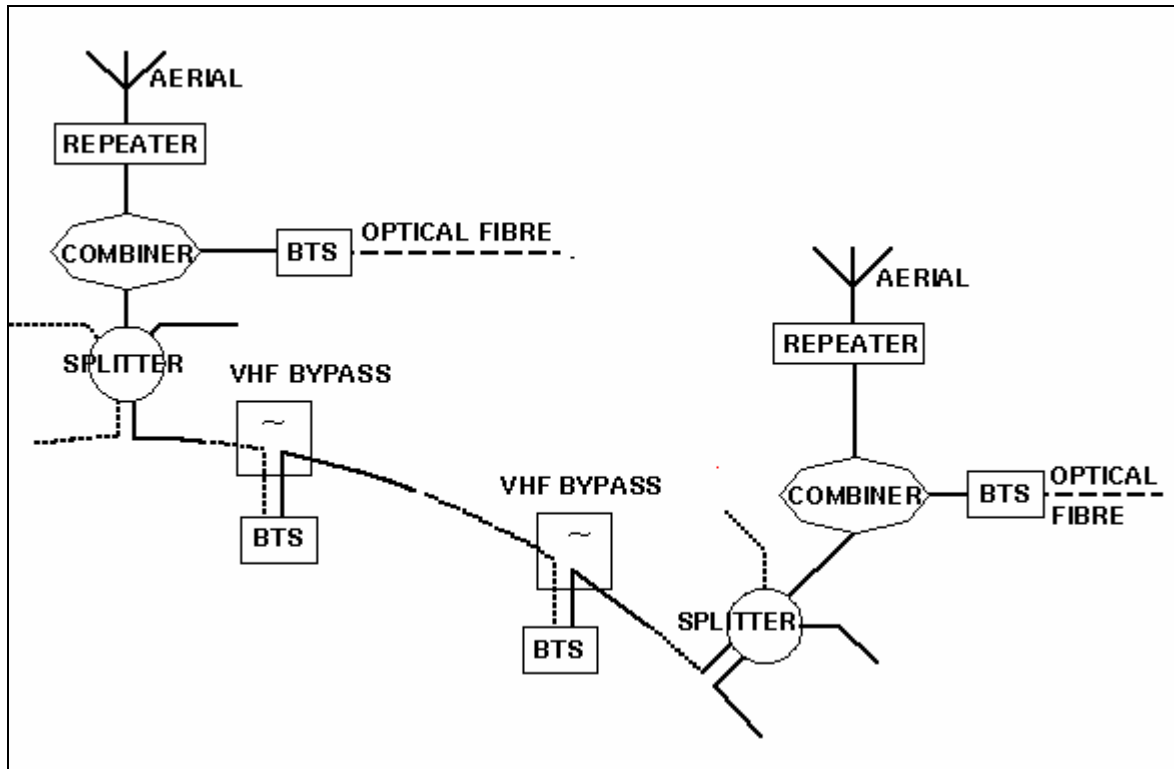 AERIAL
REPEATER
COMBINER
BTS
OPTICAL FIBRE
SPLITTER
VHF BYPASS
~
BTS
VHF BYPASS
~
BTS
AERIAL
REPEATER
COMBINER
BTS
OPTICAL
FIBRE
SPLITTER